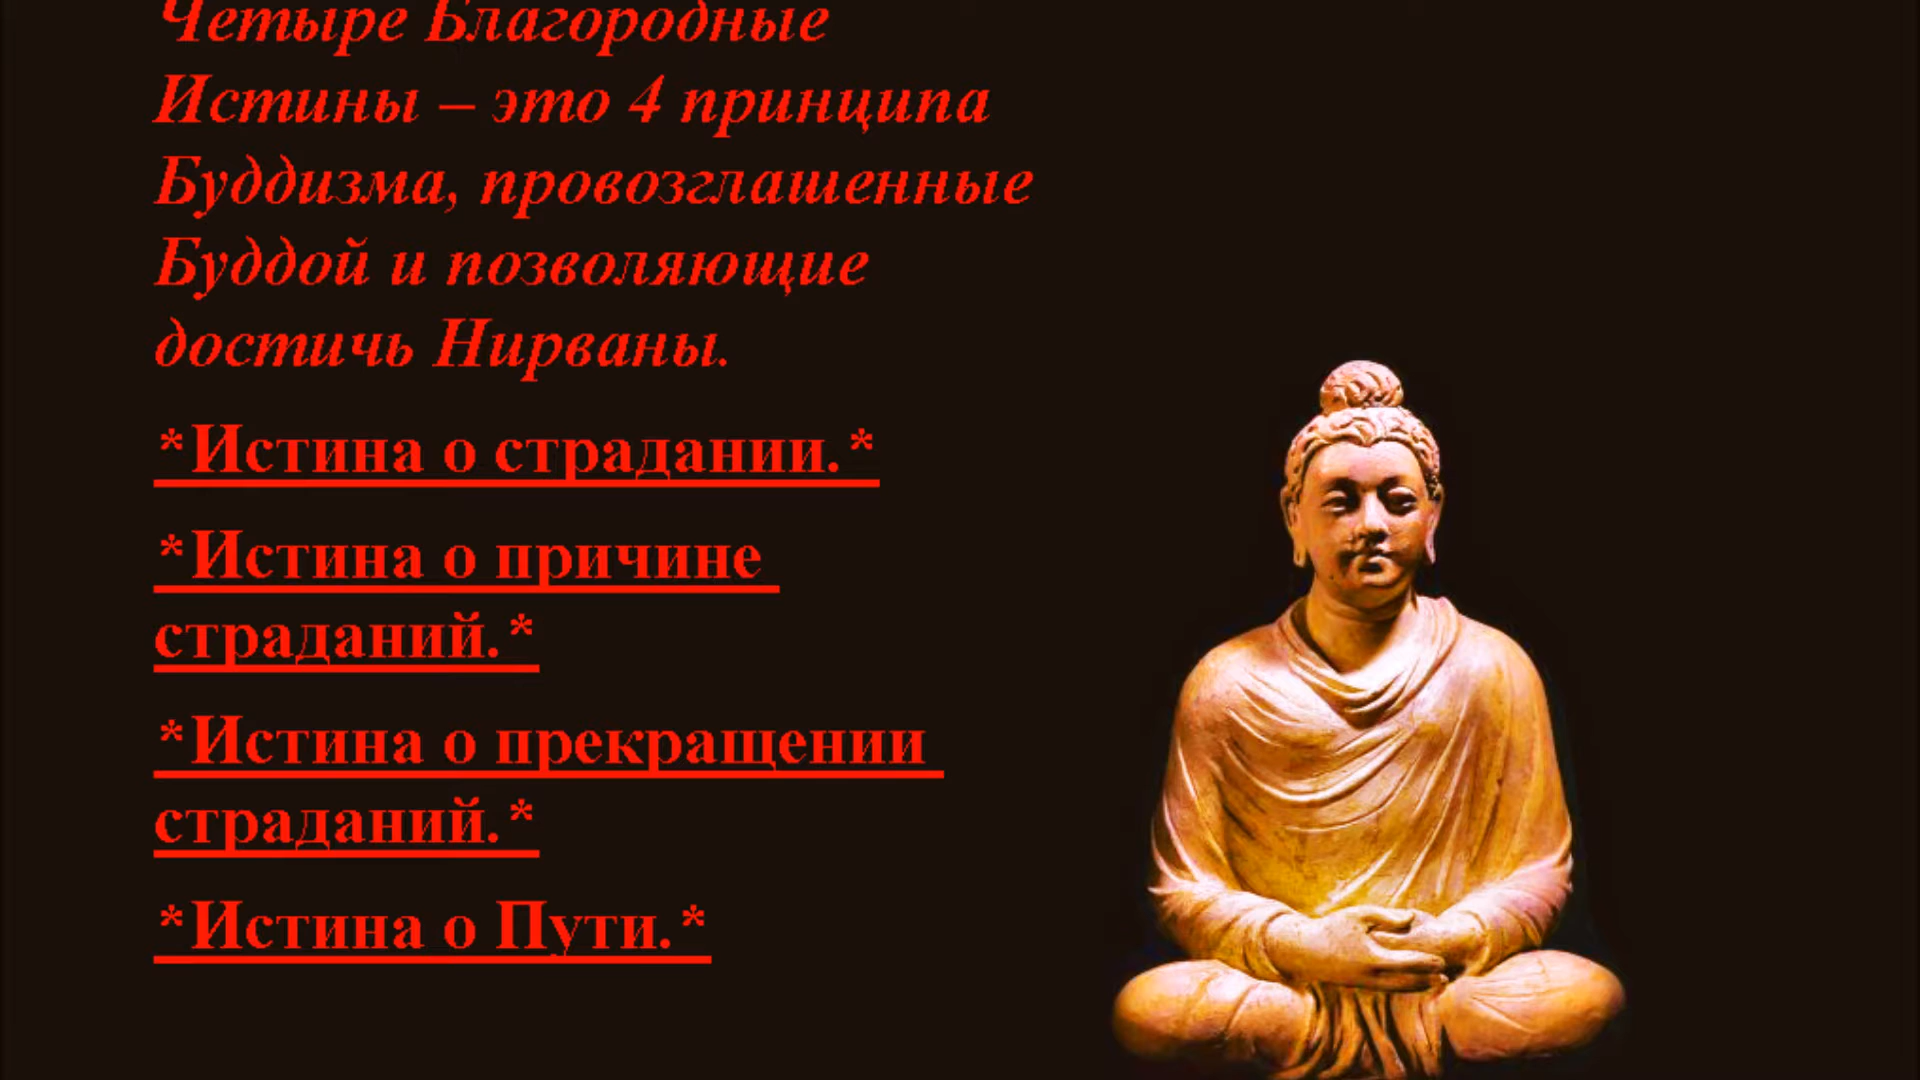 Четыре Благородные
Истины – это 4 принципа
Буддизма, провозглашенные
Буддой и позволяющие
достичь Нирваны.
*Истина о страдании.*
*Истина о причине
страданий.*
*Истина о прекращении
страданий.*
*Истина о Пути.*